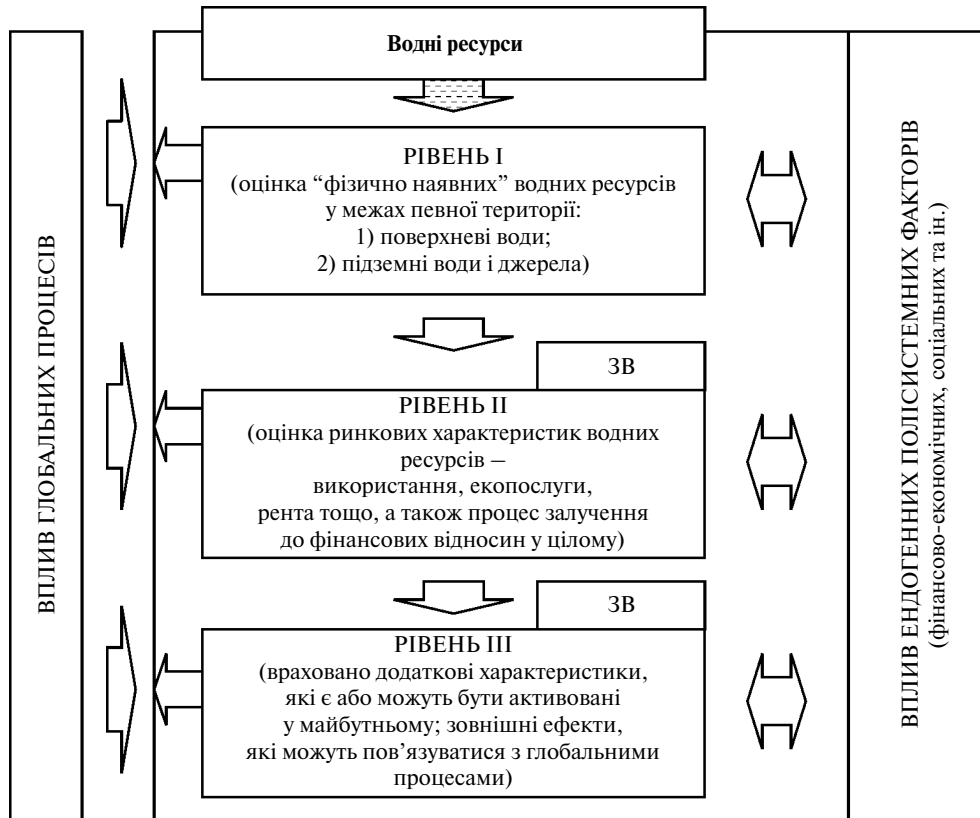 Водні ресурси
РІВЕНЬ І
(оцінка “фізично наявних” водних ресурсів
у межах певної території:
1) поверхневі води;
2) підземні води і джерела)
ЗВ
РІВЕНЬ ІІ
(оцінка ринкових характеристик водних
ресурсів –
використання, екопослуги,
рента тощо, а також процес залучення
до фінансових відносин у цілому)
ЗВ
РІВЕНЬ ІІІ
(враховано додаткові характеристики,
які є або можуть бути активовані
у майбутньому; зовнішні ефекти,
які можуть пов’язуватися з глобальними
процесами)
ВПЛИВ ГЛОБАЛЬНИХ ПРОЦЕСІВ
ВПЛИВ ЕНДОГЕННИХ ПОЛІСИСТЕМНИХ ФАКТОРІВ
(фінансово-економічних, соціальних та ін.)